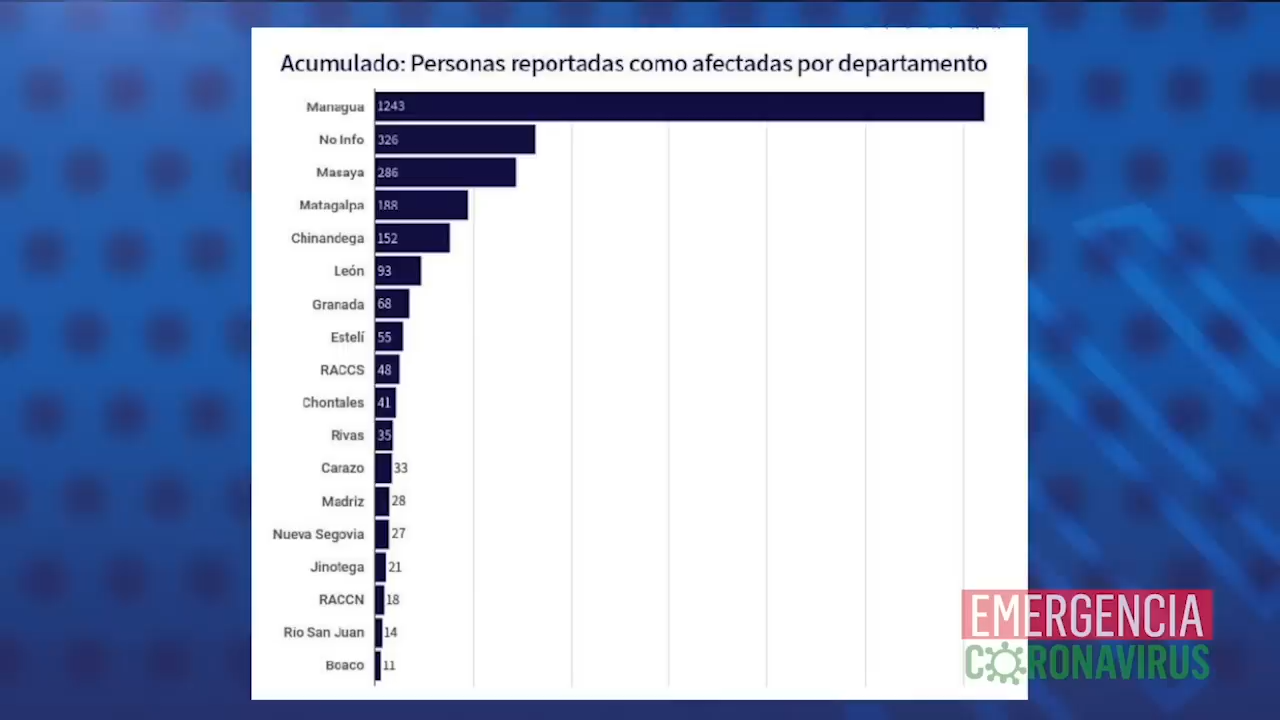 Acumulado: Personas reportadas como afectadas por departamento
Managua 1243
No Info 326
Masaya 286
Matagalpa 188
Chinandega 152
León 93
Granada 68
Estelí 55
RACCS 48
Chontales 41
Rivas 35
Carazo 33
Madriz 28
Nueva Segovia 27
Jinotega 21
RACCN 18
Río San Juan 14
Boaco 11
EMERGENCIA
CORONAVIRUS